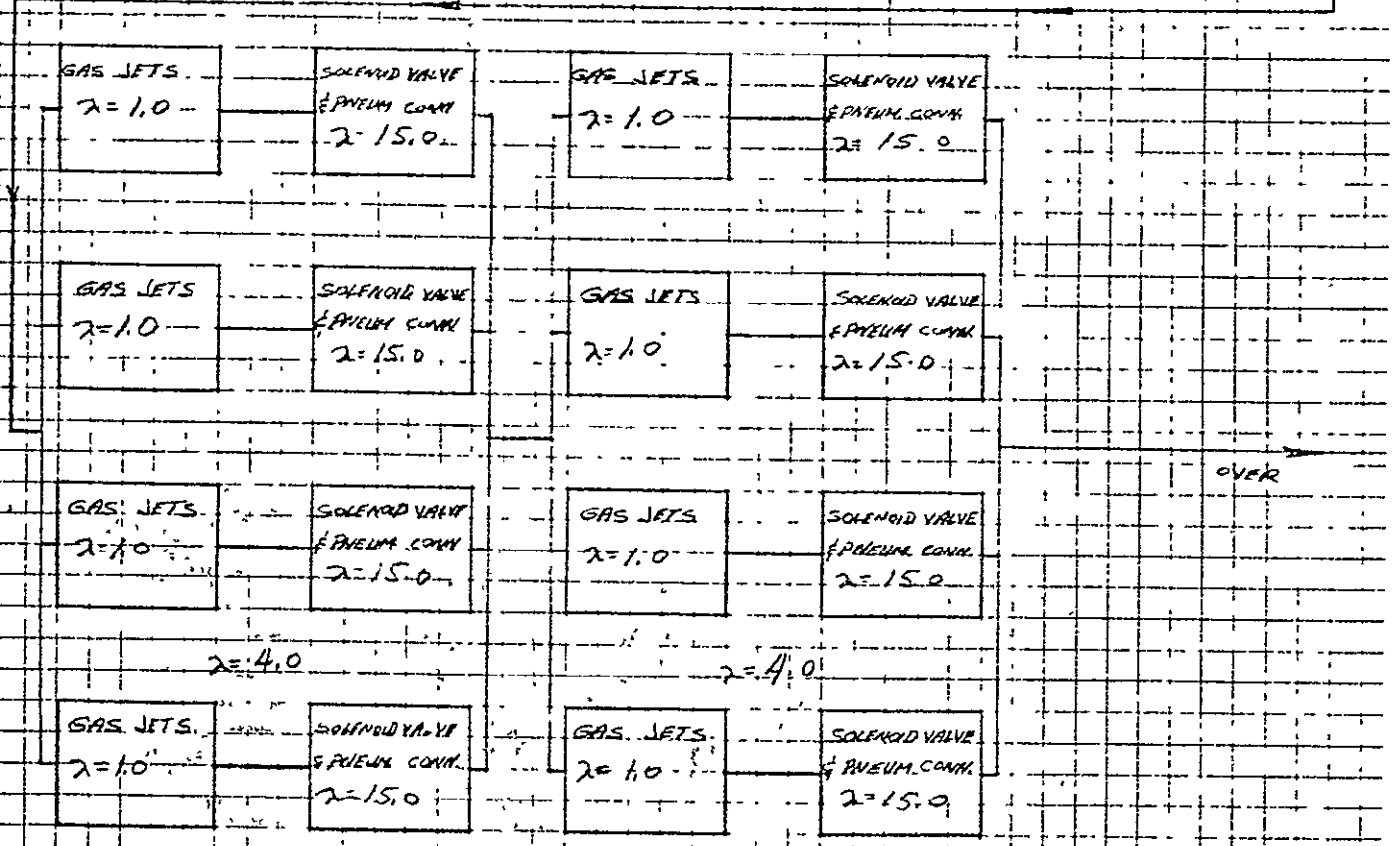 GAS JETS
λ=1.0
SOLENOID VALVE
& PNEUM CONN
λ=15.0
GAS JETS
λ=1.0
SOLENOID VALVE
& PNEUM. CONN.
λ=15.0
GAS JETS
λ=1.0
SOLENOID VALVE
& PNEUM CONN.
λ=15.0
GAS JETS
λ=1.0
SOLENOID VALVE
& PNEUM CONN.
λ=15.0
OVER
GAS JETS
λ=1.0
SOLENOID VALVE
& PNEUM CONN
λ=15.0
GAS JETS
λ=1.0
SOLENOID VALVE
& PNEUM. CONN.
λ=15.0
λ=4.0
λ=4.0
GAS JETS.
λ=1.0
SOLENOID VALVE
& PNEUM CONN.
λ=15.0
GAS JETS.
λ=1.0
SOLENOID VALVE
& PNEUM. CONN.
λ=15.0